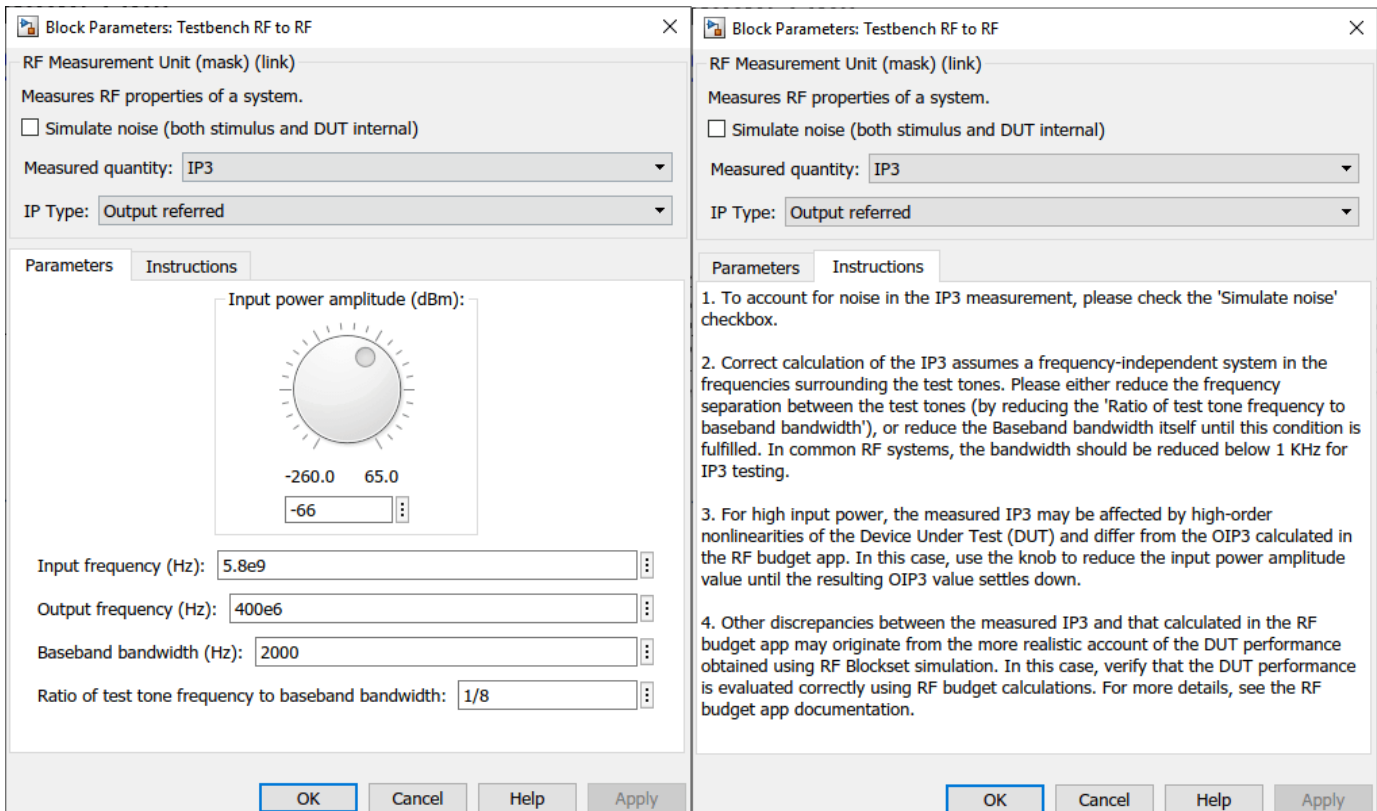 Block Parameters: Testbench RF to RF
RF Measurement Unit (mask) (link)
Measures RF properties of a system.
Simulate noise (both stimulus and DUT internal)
Measured quantity: IP3
IP Type: Output referred
Parameters Instructions
Input power amplitude (dBm):
-260.0 65.0
-66
Input frequency (Hz): 5.8e9
Output frequency (Hz): 400e6
Baseband bandwidth (Hz): 2000
Ratio of test tone frequency to baseband bandwidth: 1/8
OK Cancel Help Apply
Block Parameters: Testbench RF to RF
RF Measurement Unit (mask) (link)
Measures RF properties of a system.
Simulate noise (both stimulus and DUT internal)
Measured quantity: IP3
IP Type: Output referred
Parameters Instructions
1. To account for noise in the IP3 measurement, please check the 'Simulate noise'
checkbox.
2. Correct calculation of the IP3 assumes a frequency-independent system in the
frequencies surrounding the test tones. Please either reduce the frequency
separation between the test tones (by reducing the 'Ratio of test tone frequency to
baseband bandwidth'), or reduce the Baseband bandwidth itself until this condition is
fulfilled. In common RF systems, the bandwidth should be reduced below 1 KHz for
IP3 testing.
3. For high input power, the measured IP3 may be affected by high-order
nonlinearities of the Device Under Test (DUT) and differ from the OIP3 calculated in
the RF budget app. In this case, use the knob to reduce the input power amplitude
value until the resulting OIP3 value settles down.
4. Other discrepancies between the measured IP3 and that calculated in the RF
budget app may originate from the more realistic account of the DUT performance
obtained using RF Blockset simulation. In this case, verify that the DUT performance
is evaluated correctly using RF budget calculations. For more details, see the RF
budget app documentation.
OK Cancel Help Apply